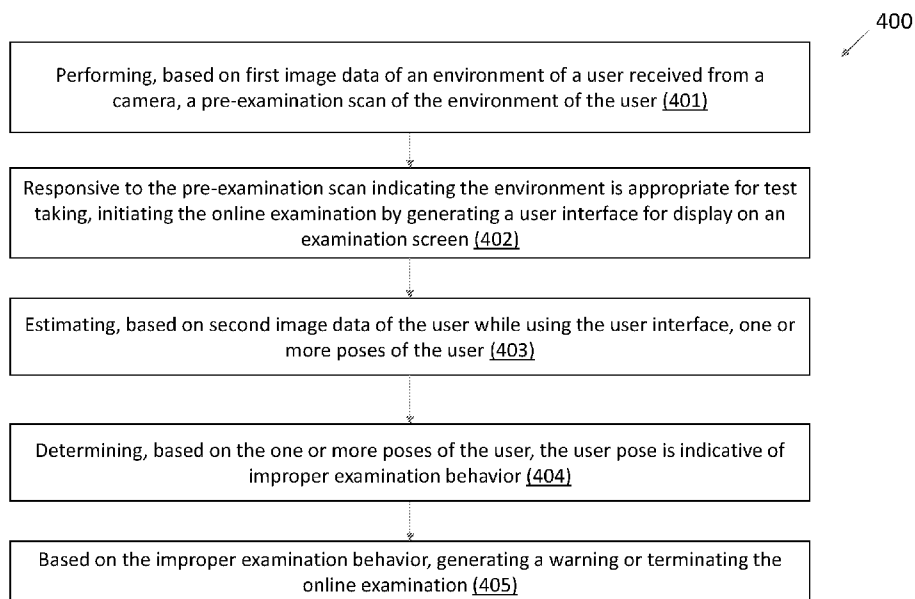 400
Performing, based on first image data of an environment of a user received from a
camera, a pre-examination scan of the environment of the user (401)
Responsive to the pre-examination scan indicating the environment is appropriate for test
taking, initiating the online examination by generating a user interface for display on an
examination screen (402)
Estimating, based on second image data of the user while using the user interface, one or
more poses of the user (403)
Determining, based on the one or more poses of the user, the user pose is indicative of
improper examination behavior (404)
Based on the improper examination behavior, generating a warning or terminating the
online examination (405)